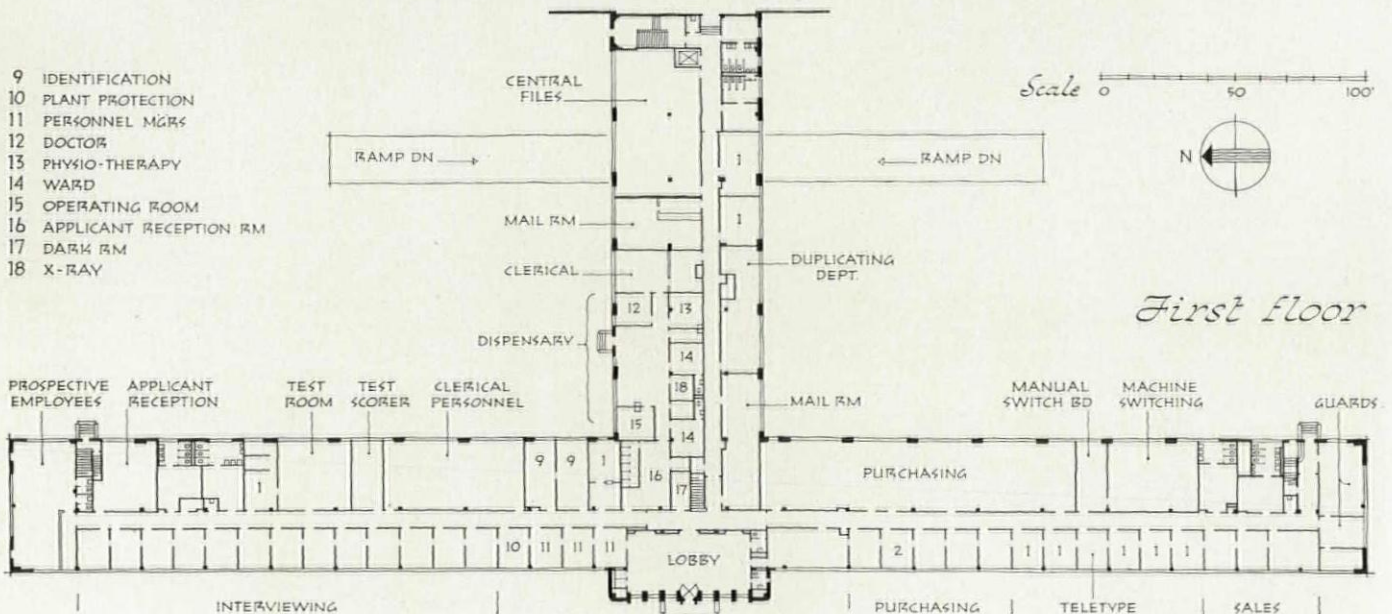 9 IDENTIFICATION
10 PLANT PROTECTION
11 PERSONNEL MGRS
12 DOCTOR
13 PHYSIO-THERAPY
14 WARD
15 OPERATING ROOM
16 APPLICANT RECEPTION RM
17 DARK RM
18 X-RAY
CENTRAL
FILES
Scale 0 50 100'
N
RAMP DN
1
RAMP DN
MAIL RM
1
CLERICAL
DUPLICATING
DEPT.
12
13
First floor
DISPENSARY
14
18
MAIL RM
15
14
PROSPECTIVE
EMPLOYEES
APPLICANT
RECEPTION
TEST
ROOM
TEST
SCORER
CLERICAL
PERSONNEL
MANUAL
SWITCH BD
MACHINE
SWITCHING
GUARDS
1
9
9
1
16
17
PURCHASING
10
11
11
11
LOBBY
2
1
1
1
1
1
INTERVIEWING
PURCHASING
TELETYPE
SALES